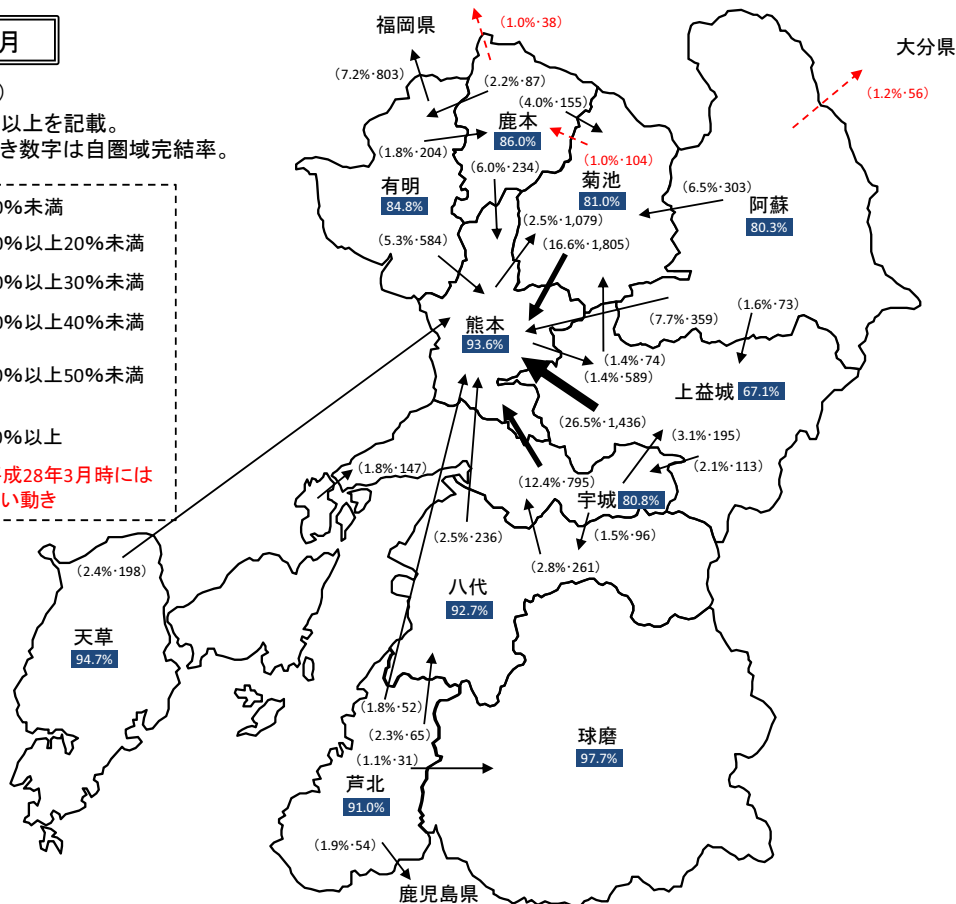 月
)
以上を記載。
き数字は自圏域完結率。
0%未満
0%以上20%未満
0%以上30%未満
0%以上40%未満
0%以上50%未満
0%以上
成28年3月時には
い動き
福岡県
(1.0%・38)
大分県
(7.2%・803)
(2.2%・87)
(1.2%・56)
(4.0%・155)
鹿本
86.0%
(1.8%・204)
(1.0%・104)
(6.0%・234)
菊池
81.0%
有明
84.8%
(6.5%・303)
阿蘇
80.3%
(2.5%・1,079)
(5.3%・584)
(16.6%・1,805)
熊本
93.6%
(7.7%・359)
(1.6%・73)
(1.4%・74)
(1.4%・589)
上益城 67.1%
(26.5%・1,436)
(3.1%・195)
(2.1%・113)
(1.8%・147)
(12.4%・795)
宇城 80.8%
(2.5%・236)
(1.5%・96)
(2.8%・261)
(2.4%・198)
八代
92.7%
天草
94.7%
(1.8%・52)
(2.3%・65)
(1.1%・31)
球磨
97.7%
芦北
91.0%
(1.9%・54)
鹿児島県